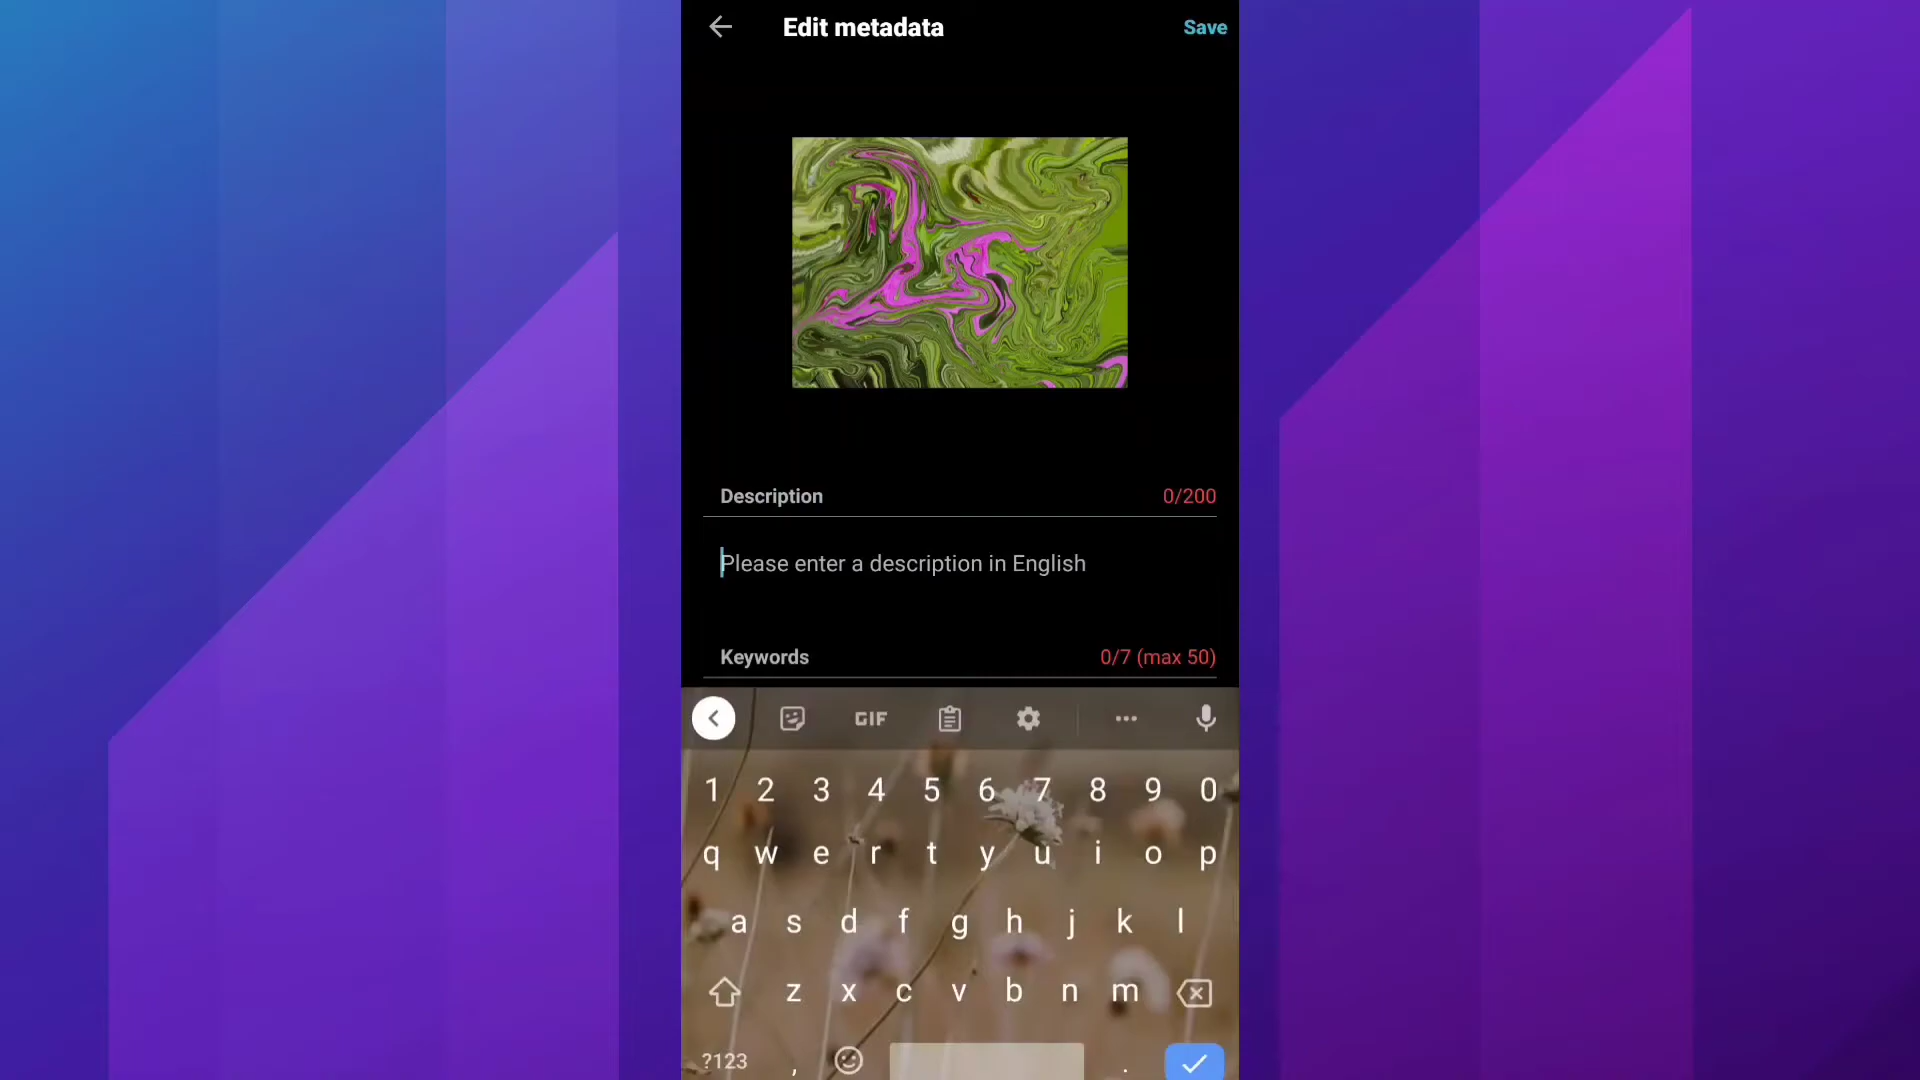 Edit metadata Save
Description 0/200
Please enter a description in English
Keywords 0/7 (max 50)
GIF
1 2 3 4 5 6 7 8 9 0
q w e r t y u i o p
a s d f g h j k l
z x c v b n m
?123 , .